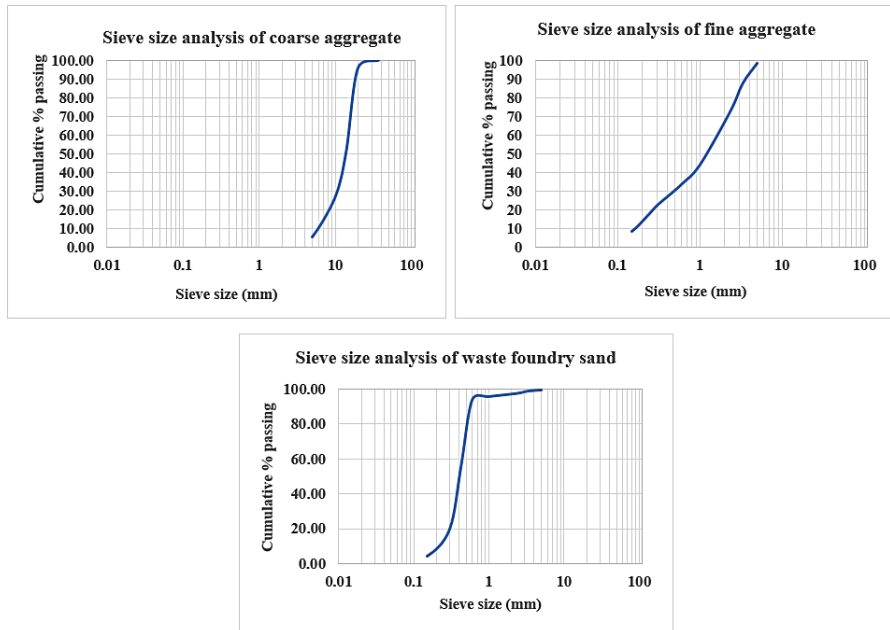 Sieve size analysis of coarse aggregate
Cumulative % passing
100.00
90.00
80.00
70.00
60.00
50.00
40.00
30.00
20.00
10.00
0.00
0.01 0.1 1 10 100
Sieve size (mm)
Sieve size analysis of fine aggregate
Cumulative % passing
100
90
80
70
60
50
40
30
20
10
0
0.01 0.1 1 10 100
Sieve size (mm)
Sieve size analysis of waste foundry sand
Cumulative % passing
100.00
80.00
60.00
40.00
20.00
0.00
0.01 0.1 1 10 100
Sieve size (mm)